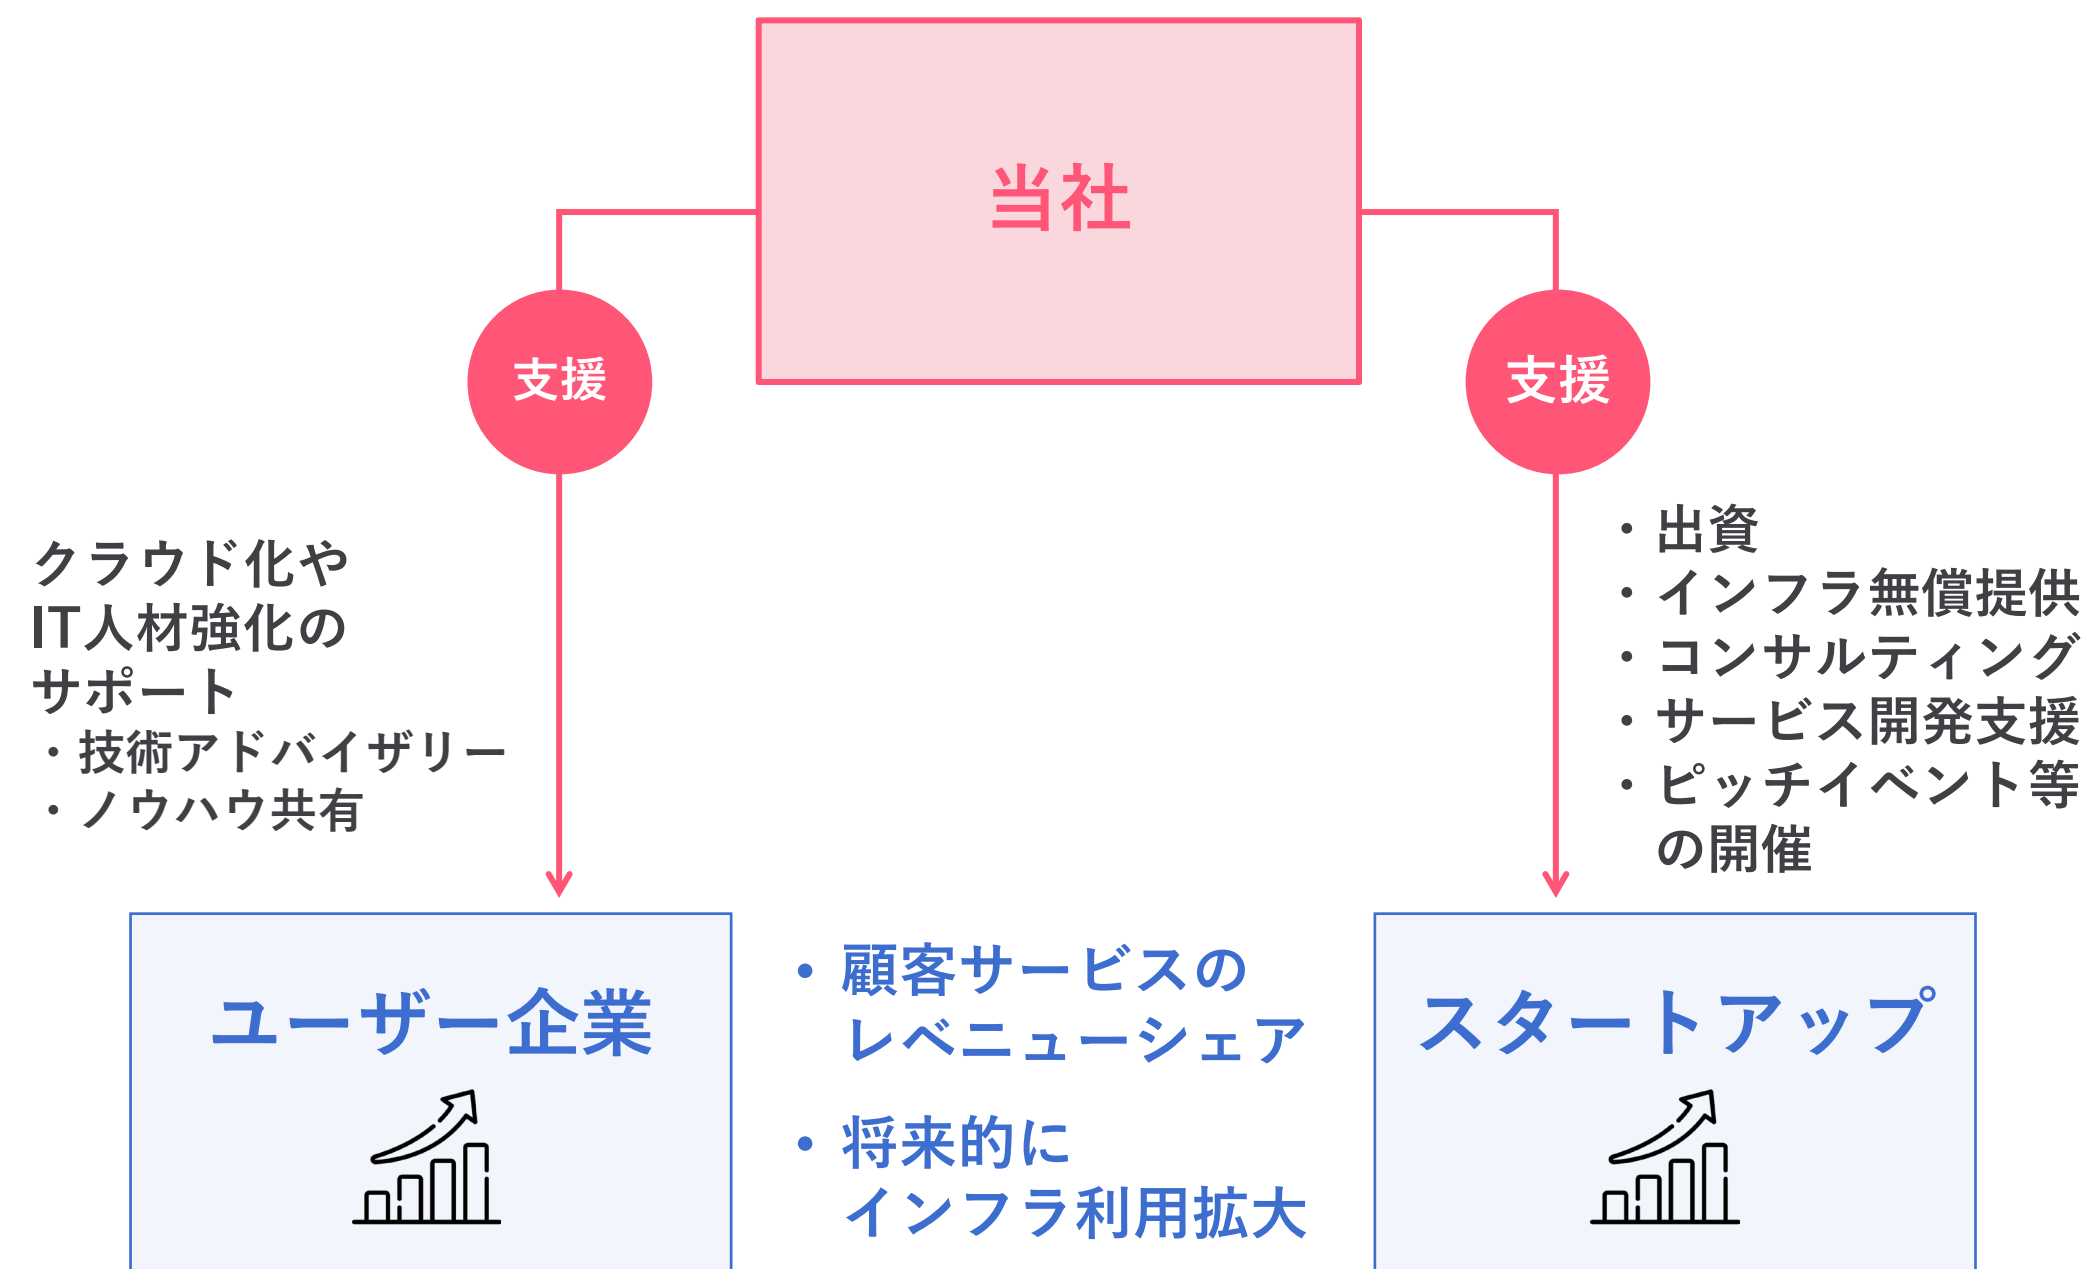 当社
支援
支援
クラウド化や
IT人材強化の
サポート
・技術アドバイザリー
・ノウハウ共有
・出資
・インフラ無償提供
・コンサルティング
・サービス開発支援
・ピッチイベント等
の開催
ユーザー企業
・顧客サービスの
レベニューシェア
・将来的に
インフラ利用拡大
スタートアップ